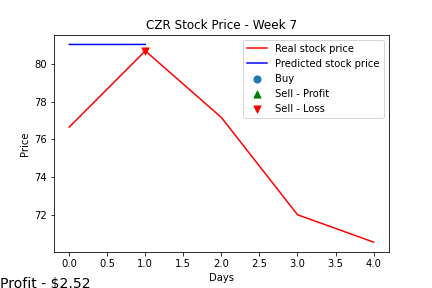 CZR Stock Price - Week 7
Real stock price
Predicted stock price
Buy
Sell - Profit
Sell - Loss
Price
80
78
76
74
72
0.0 0.5 1.0 1.5 2.0 2.5 3.0 3.5 4.0
Days
Profit - $2.52